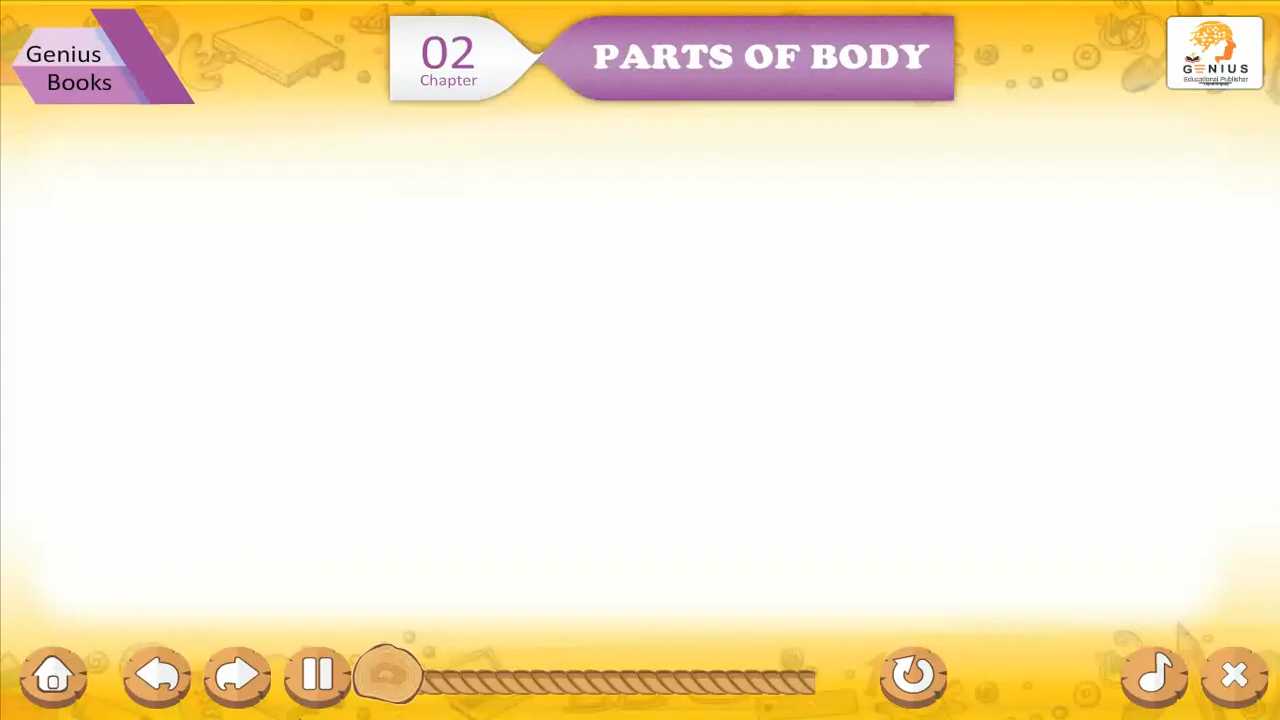 Genius
Books
02
Chapter
PARTS OF BODY
GENIUS
Educational Publisher